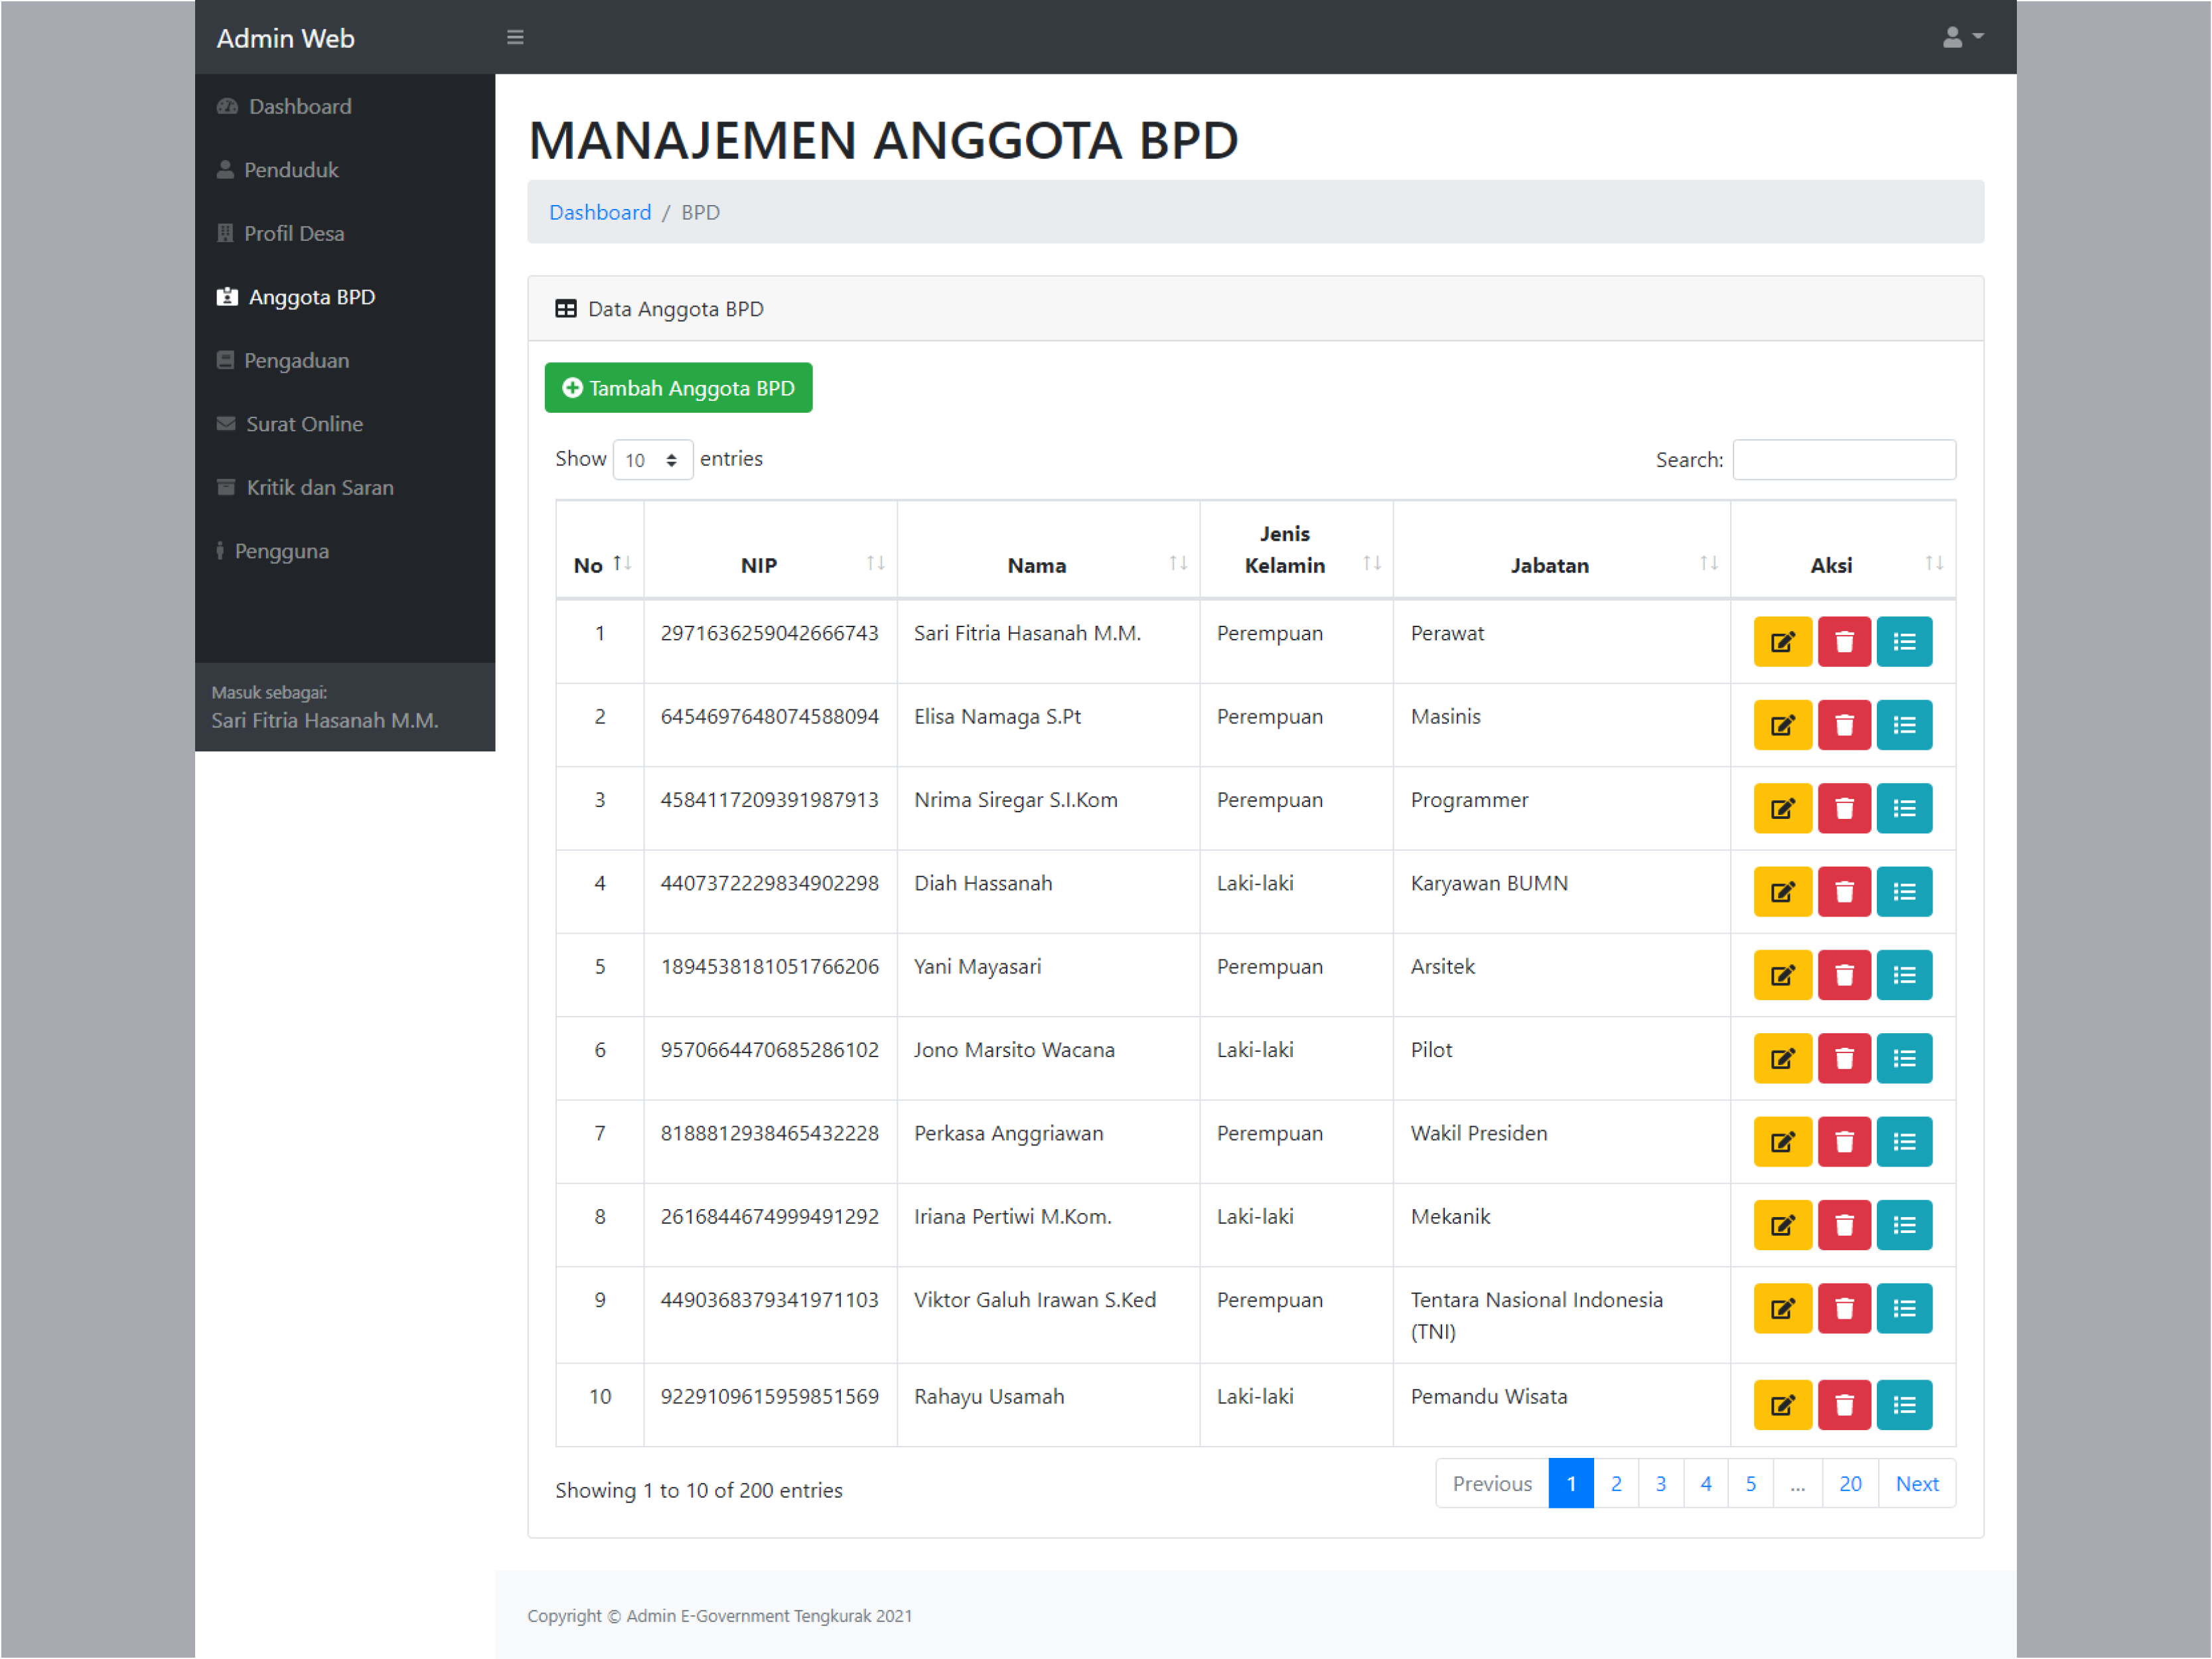 Admin Web
Dashboard
Penduduk
Profil Desa
Anggota BPD
Pengaduan
Surat Online
Kritik dan Saran
Pengguna
Masuk sebagai:
Sari Fitria Hasanah M.M.
MANAJEMEN ANGGOTA BPD
Dashboard / BPD
Data Anggota BPD
Tambah Anggota BPD
Show 10 entries
Search:
No NIP Nama Jenis Kelamin Jabatan Aksi
1 2971636259042666743 Sari Fitria Hasanah M.M. Perempuan Perawat
2 6454697648074588094 Elisa Namaga S.Pt Perempuan Masinis
3 4584117209391987913 Nrima Siregar S.I.Kom Perempuan Programmer
4 4407372229834902298 Diah Hassanah Laki-laki Karyawan BUMN
5 1894538181051766206 Yani Mayasari Perempuan Arsitek
6 9570664470685286102 Jono Marsito Wacana Laki-laki Pilot
7 8188812938465432228 Perkasa Anggriawan Perempuan Wakil Presiden
8 2616844674999491292 Iriana Pertiwi M.Kom. Laki-laki Mekanik
9 4490368379341971103 Viktor Galuh Irawan S.Ked Perempuan Tentara Nasional Indonesia
(TNI)
10 9229109615959851569 Rahayu Usamah Laki-laki Pemandu Wisata
Showing 1 to 10 of 200 entries
Previous 1 2 3 4 5 ... 20 Next
Copyright © Admin E-Government Tengkurak 2021